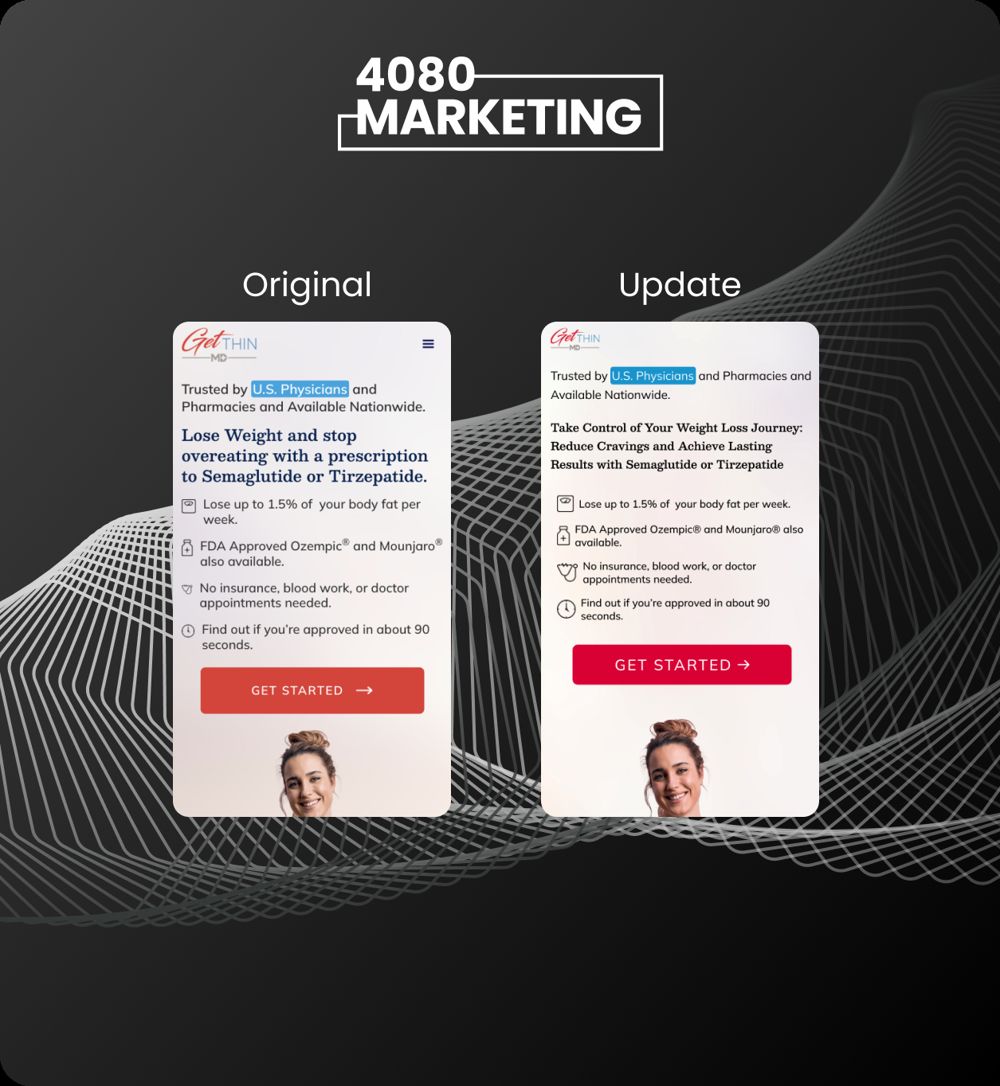 4080
MARKETING
Original
Get THIN
MD
Trusted by U.S. Physicians and
Pharmacies and Available Nationwide.
Lose Weight and stop
overeating with a prescription
to Semaglutide or Tirzepatide.
Lose up to 1.5% of your body fat per
week.
FDA Approved Ozempic® and Mounjaro®
also available.
No insurance, blood work, or doctor
appointments needed.
Find out if you’re approved in about 90
seconds.
GET STARTED →
Update
Get THIN
MD
Trusted by U.S. Physicians and Pharmacies and
Available Nationwide.
Take Control of Your Weight Loss Journey:
Reduce Cravings and Achieve Lasting
Results with Semaglutide or Tirzepatide
Lose up to 1.5% of your body fat per week.
FDA Approved Ozempic® and Mounjaro® also
available.
No insurance, blood work, or doctor
appointments needed.
Find out if you’re approved in about 90
seconds.
GET STARTED →